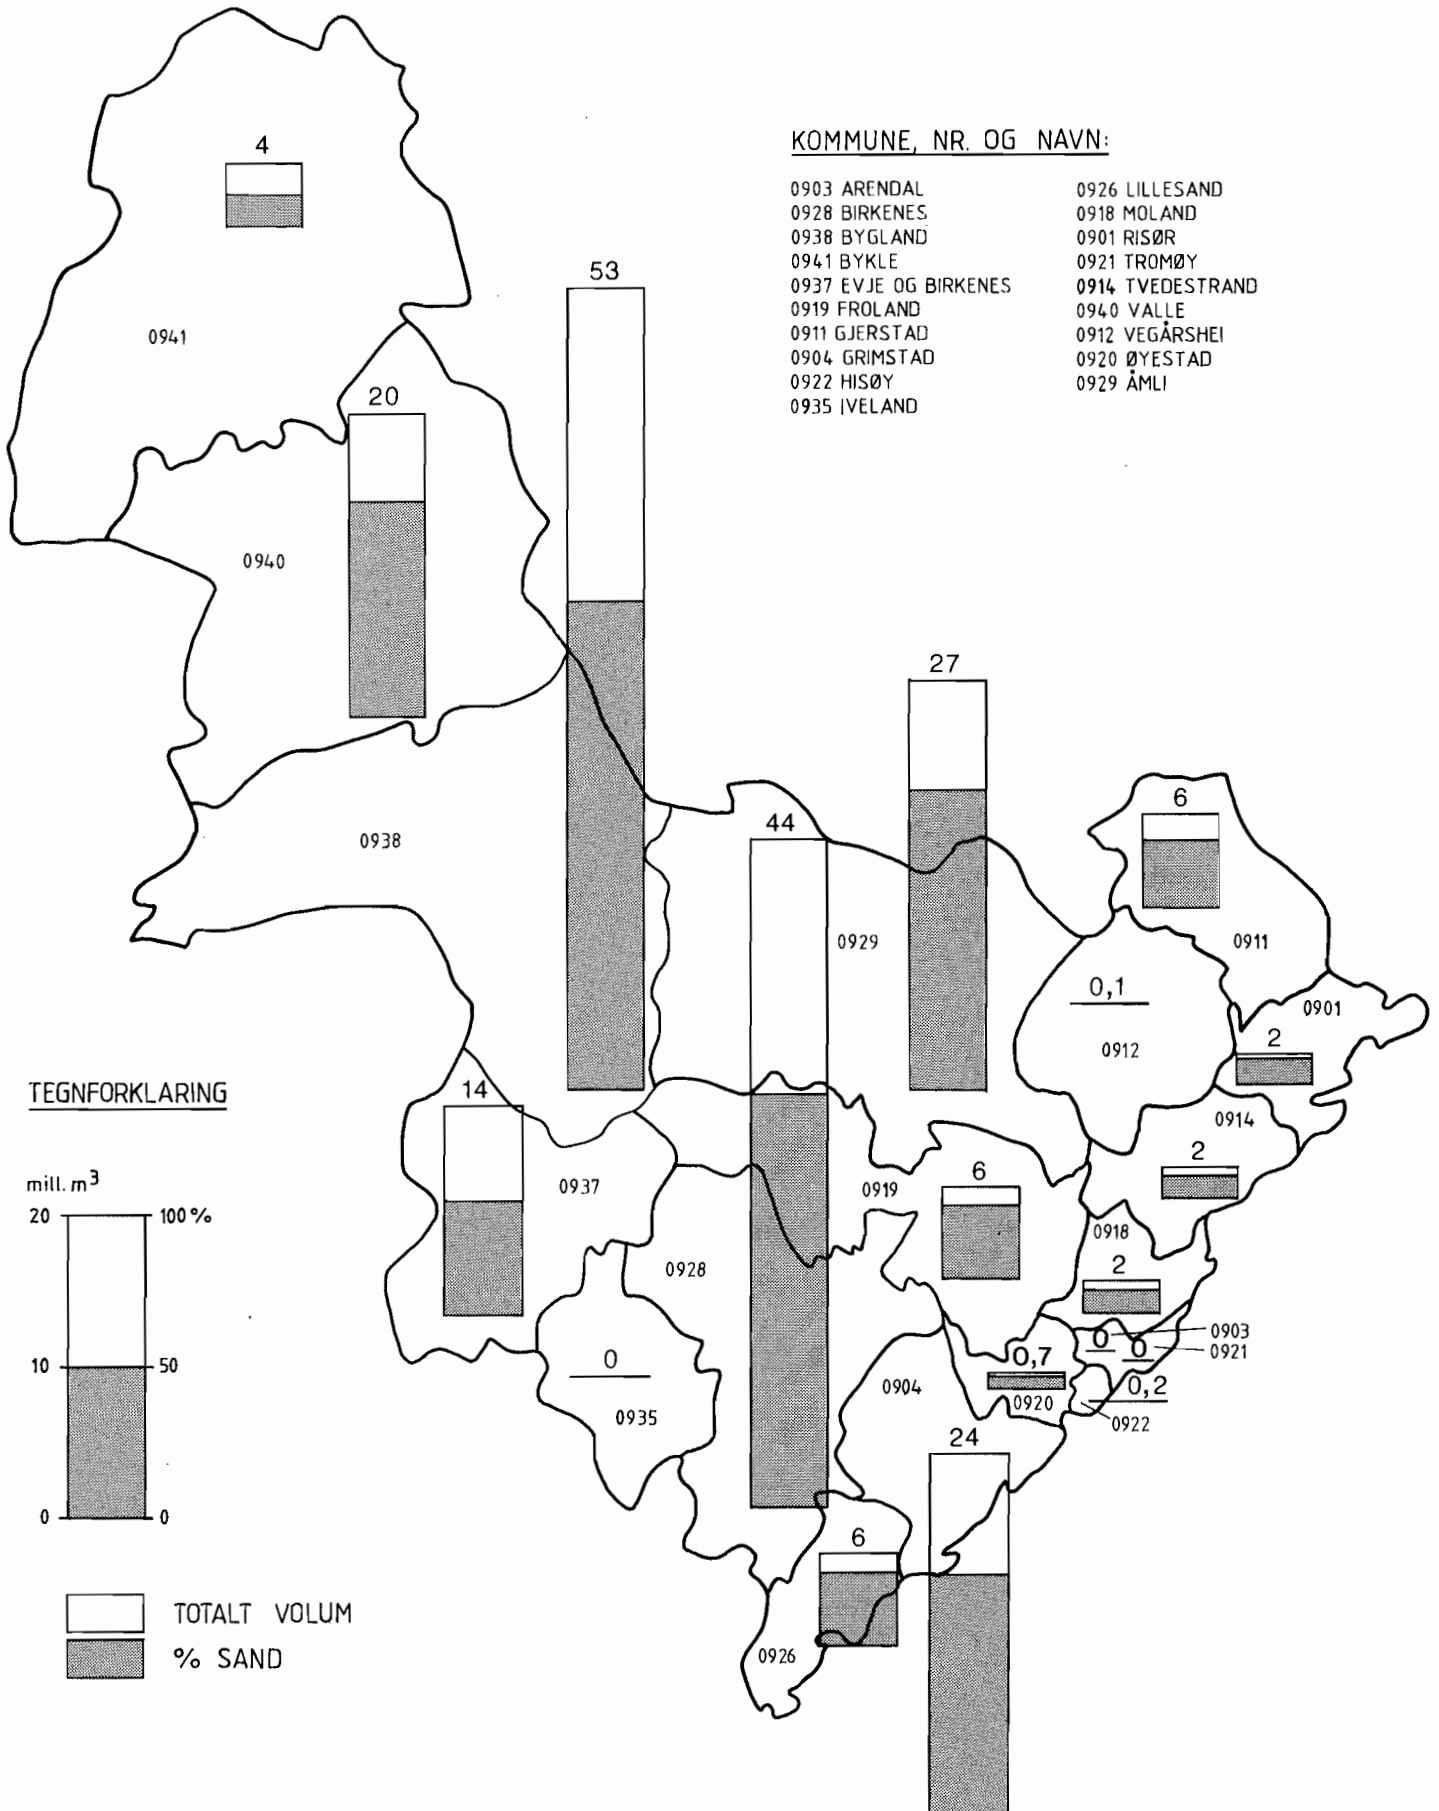 KOMMUNE, NR. OG NAVN:
0903 ARENDAL
0928 BIRKENES
0938 BYGLAND
0941 BYKLE
0937 EVJE OG BIRKENES
0919 FROLAND
0911 GJERSTAD
0904 GRIMSTAD
0922 HISØY
0935 IVELAND
0926 LILLESAND
0918 MOLAND
0901 RISØR
0921 TROMØY
0914 TVEDESTRAND
0940 VALLE
0912 VEGÅRSHEI
0920 ØYESTAD
0929 ÅMLI
4
0941
53
20
0940
27
0938
44
6
0929
0911
0,1
0901
0912
2
14
0914
2
0937
0919
6
0918
0928
2
0
0903
0
0921
0
0,7
0,2
0904
0920
0922
0935
24
6
0926
TEGNFORKLARING
mill. m³
20 100 %
10 50
0 0
TOTALT VOLUM
% SAND